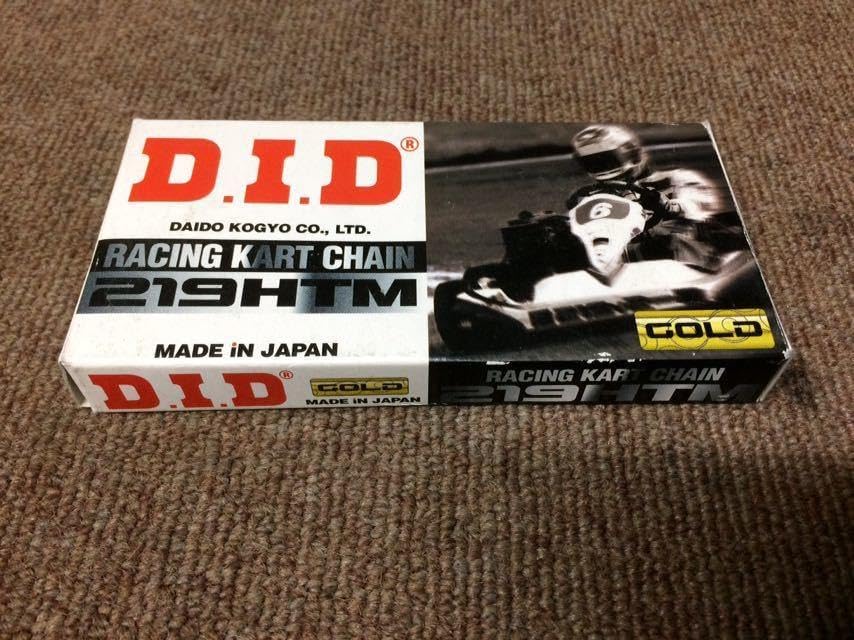 D.I.D®
DAIDO KOGYO CO., LTD.
RACING KART CHAIN
219HTM
MADE iN JAPAN
6
GOLD
D.I.D®
GOLD
MADE iN JAPAN
RACING KART CHAIN
219HTM